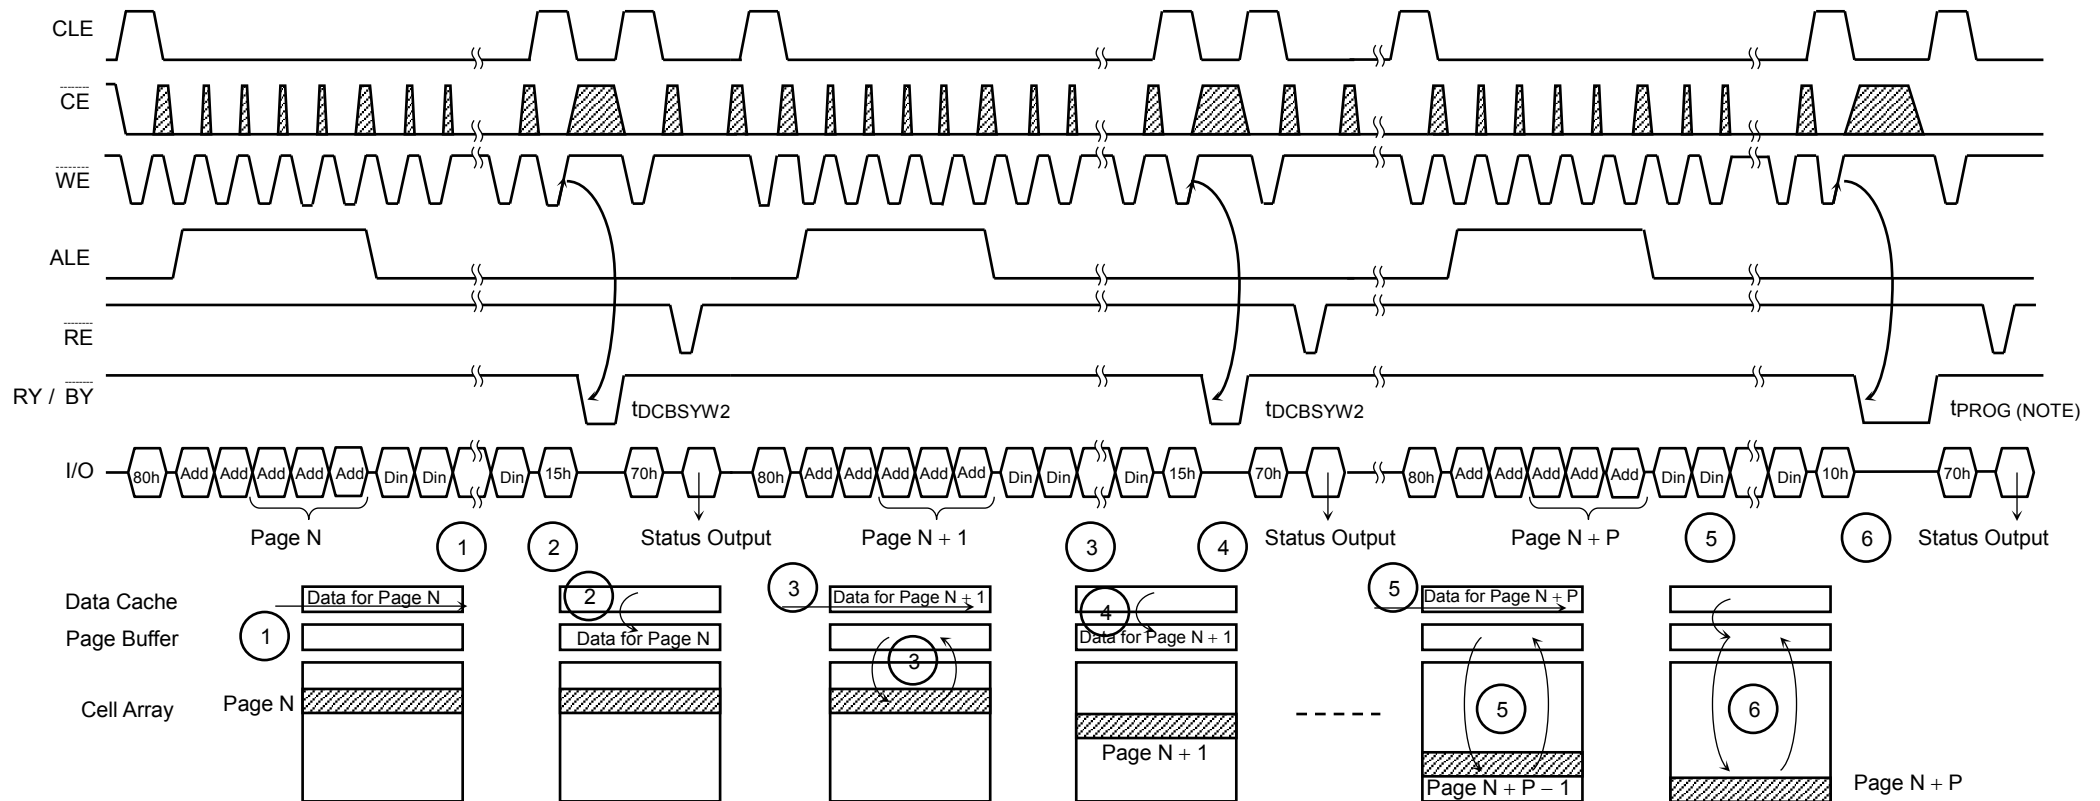 CLE
CE
WE
ALE
RE
RY / BY
tDCBSYW2 tDCBSYW2 tPROG (NOTE)
I/O 80h Add Add Add Add Add Din Din Din 15h 70h 80h Add Add Add Add Add Din Din Din 15h 70h 80h Add Add Add Add Add Din Din Din 10h 70h
Page N 1 2 Status Output Page N + 1 3 4 Status Output Page N + P 5 6 Status Output
Data Cache Data for Page N 2 3 Data for Page N + 1 4 5 Data for Page N + P
Page Buffer 1 Data for Page N 3 Data for Page N + 1
Cell Array Page N 5 6
Page N + 1
Page N + P − 1 Page N + P